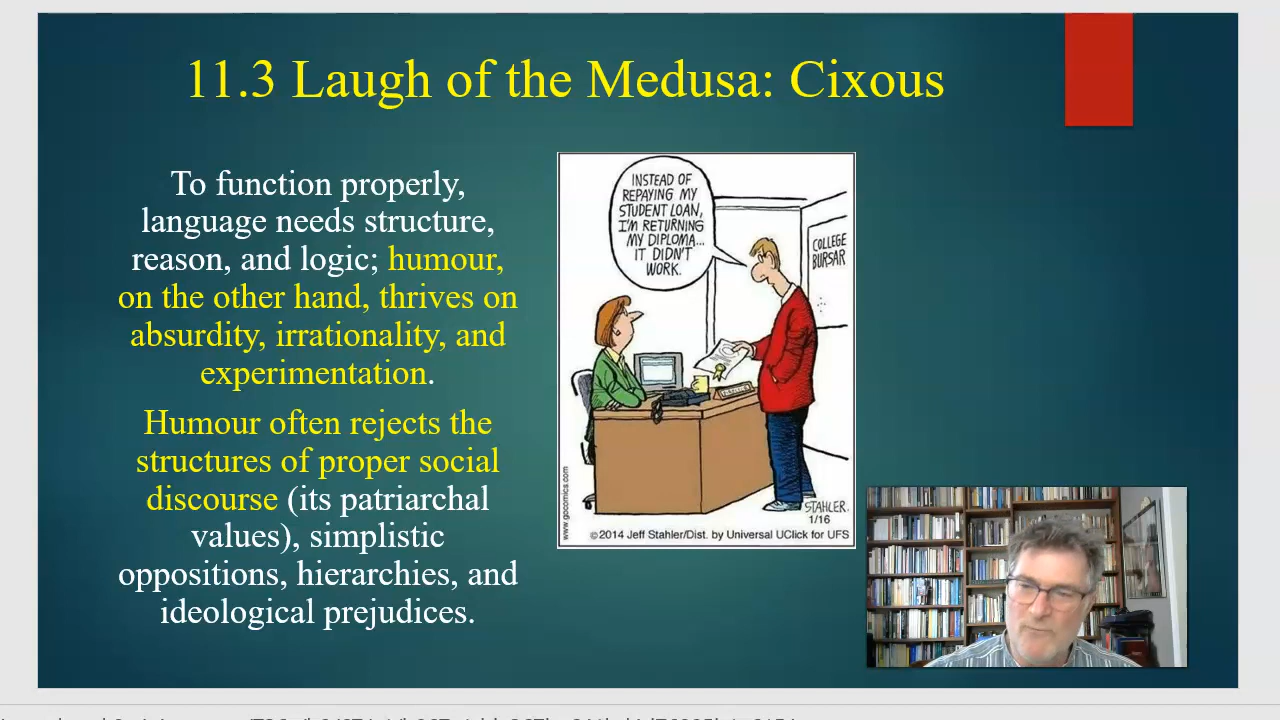 11.3 Laugh of the Medusa: Cixous
To function properly,
language needs structure,
reason, and logic; humour,
on the other hand, thrives on
absurdity, irrationality, and
experimentation.
Humour often rejects the
structures of proper social
discourse (its patriarchal
values), simplistic
oppositions, hierarchies, and
ideological prejudices.
INSTEAD OF
REPAYING MY
STUDENT LOAN,
I'M RETURNING
MY DIPLOMA...
IT DIDN'T
WORK.
COLLEGE
BURSAR
www.gocomics.com
STAHLER.
1/16
©2014 Jeff Stahler/Dist. by Universal UClick for UFS